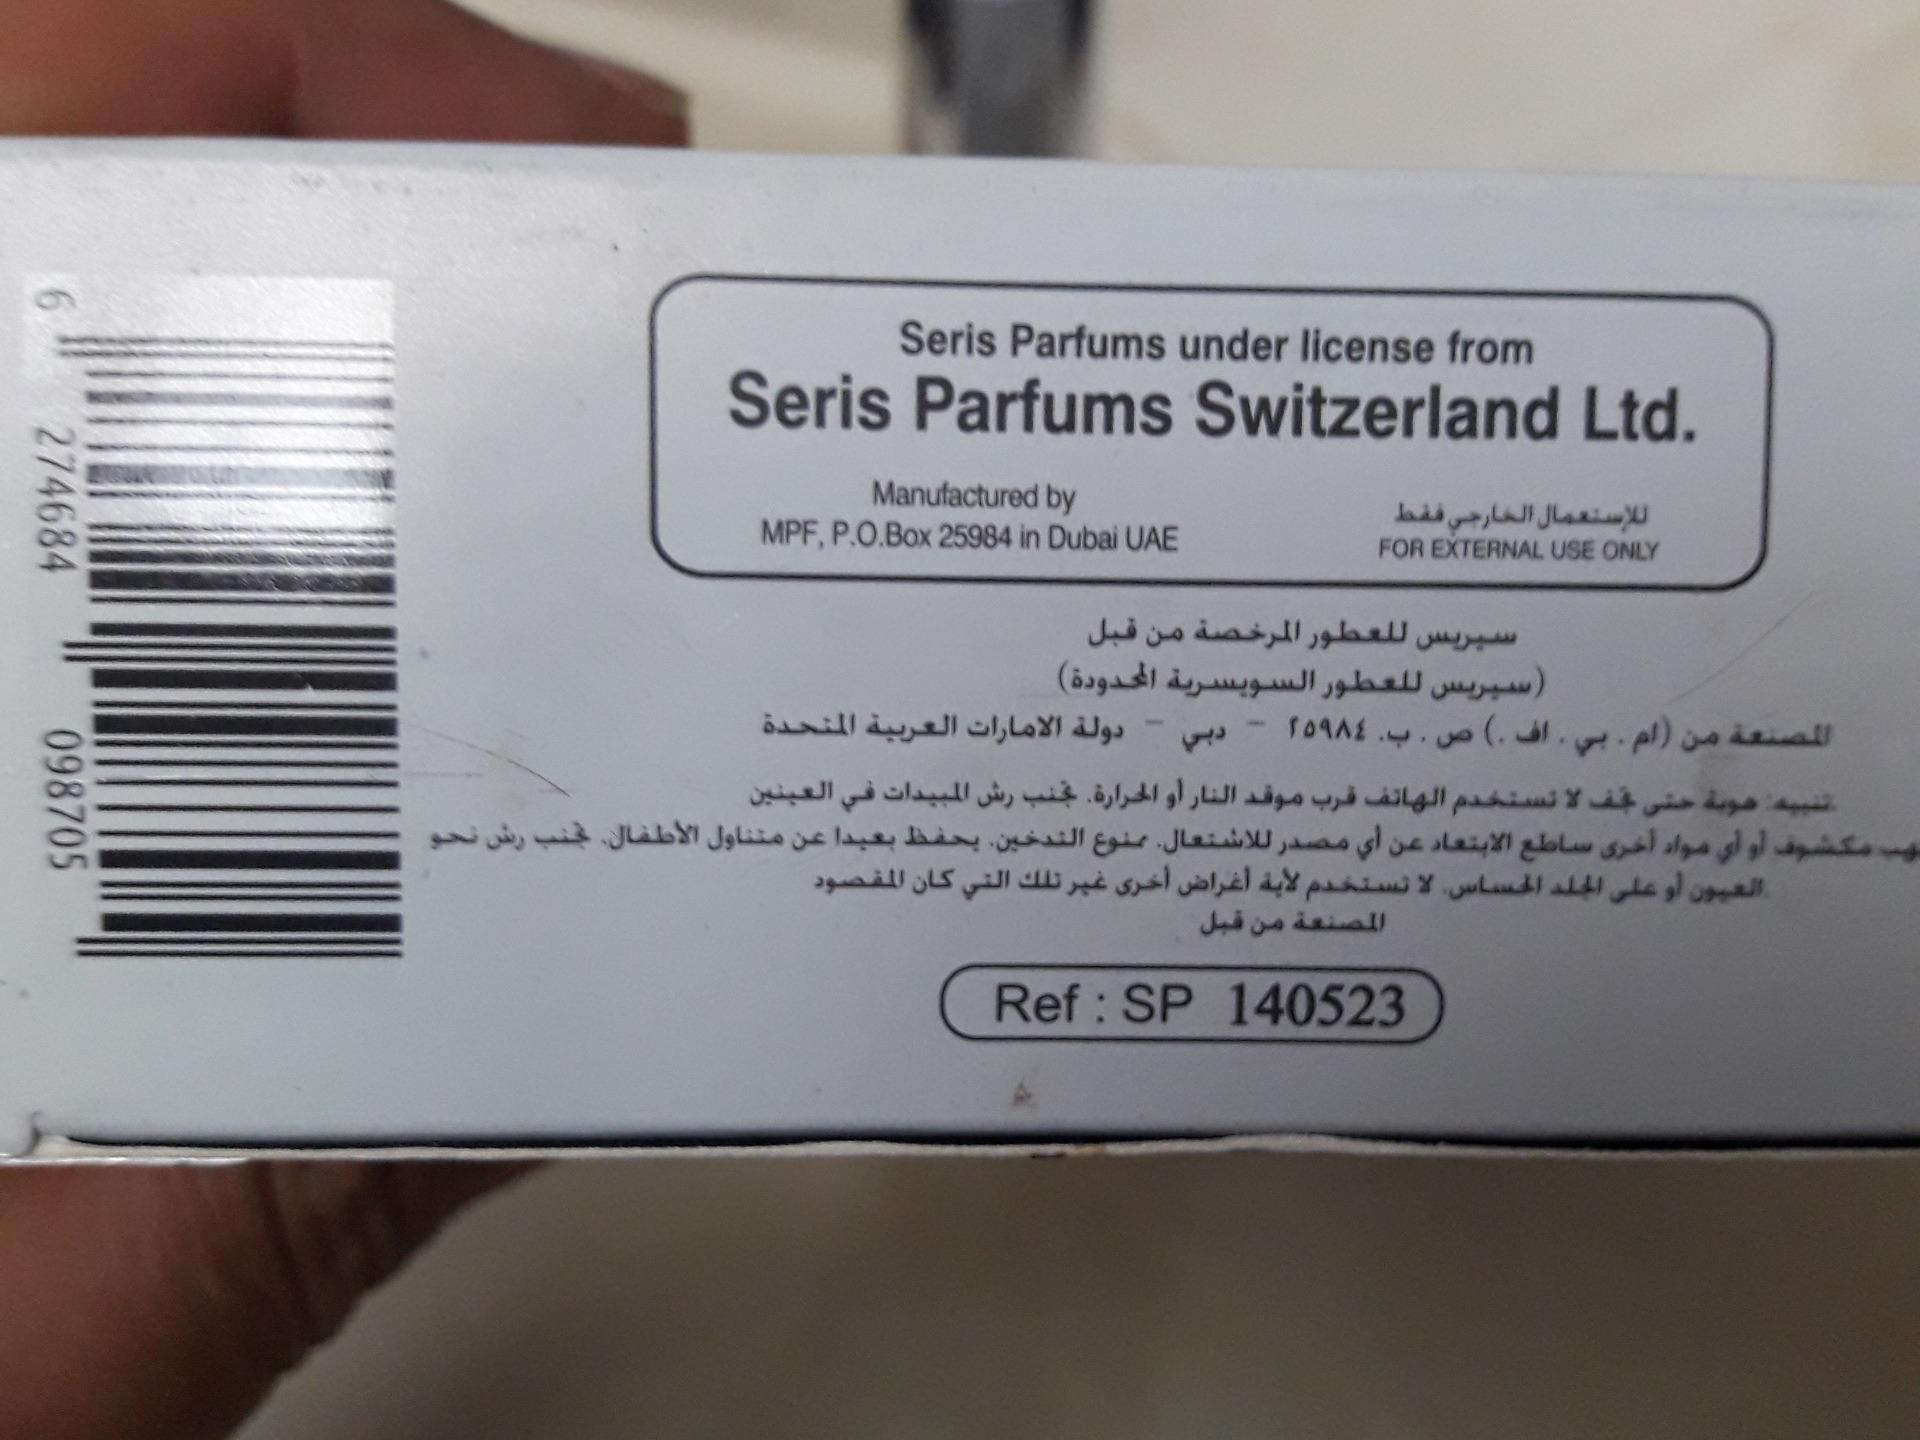 Seris Parfums under license from
Seris Parfums Switzerland Ltd.
Manufactured by
MPF, P.O.Box 25984 in Dubai UAE
للإستعمال الخارجي فقط
FOR EXTERNAL USE ONLY
سيريس للعطور المرخصة من قبل
(سيريس للعطور السويسرية المحدودة)
المصنعة من (ام . بي . اف .) ص . ب. ٢٥٩٨٤ - دبي - دولة الامارات العربية المتحدة
تنبيه: هوية حتى تجف لا تستخدم الهاتف قرب موقد النار أو الحرارة. تجنب رش المبيدات في العينين
مكشوف أو أي مواد أخرى ساطع الابتعاد عن أي مصدر للاشتعال. ممنوع التدخين. يحفظ بعيدا عن متناول الأطفال. تجنب رش نحو
العيون أو على الجلد الحساس. لا تستخدم لأية أغراض أخرى غير تلك التي كان المقصود
المصنعة من قبل
Ref : SP 140523
6 274684 098705